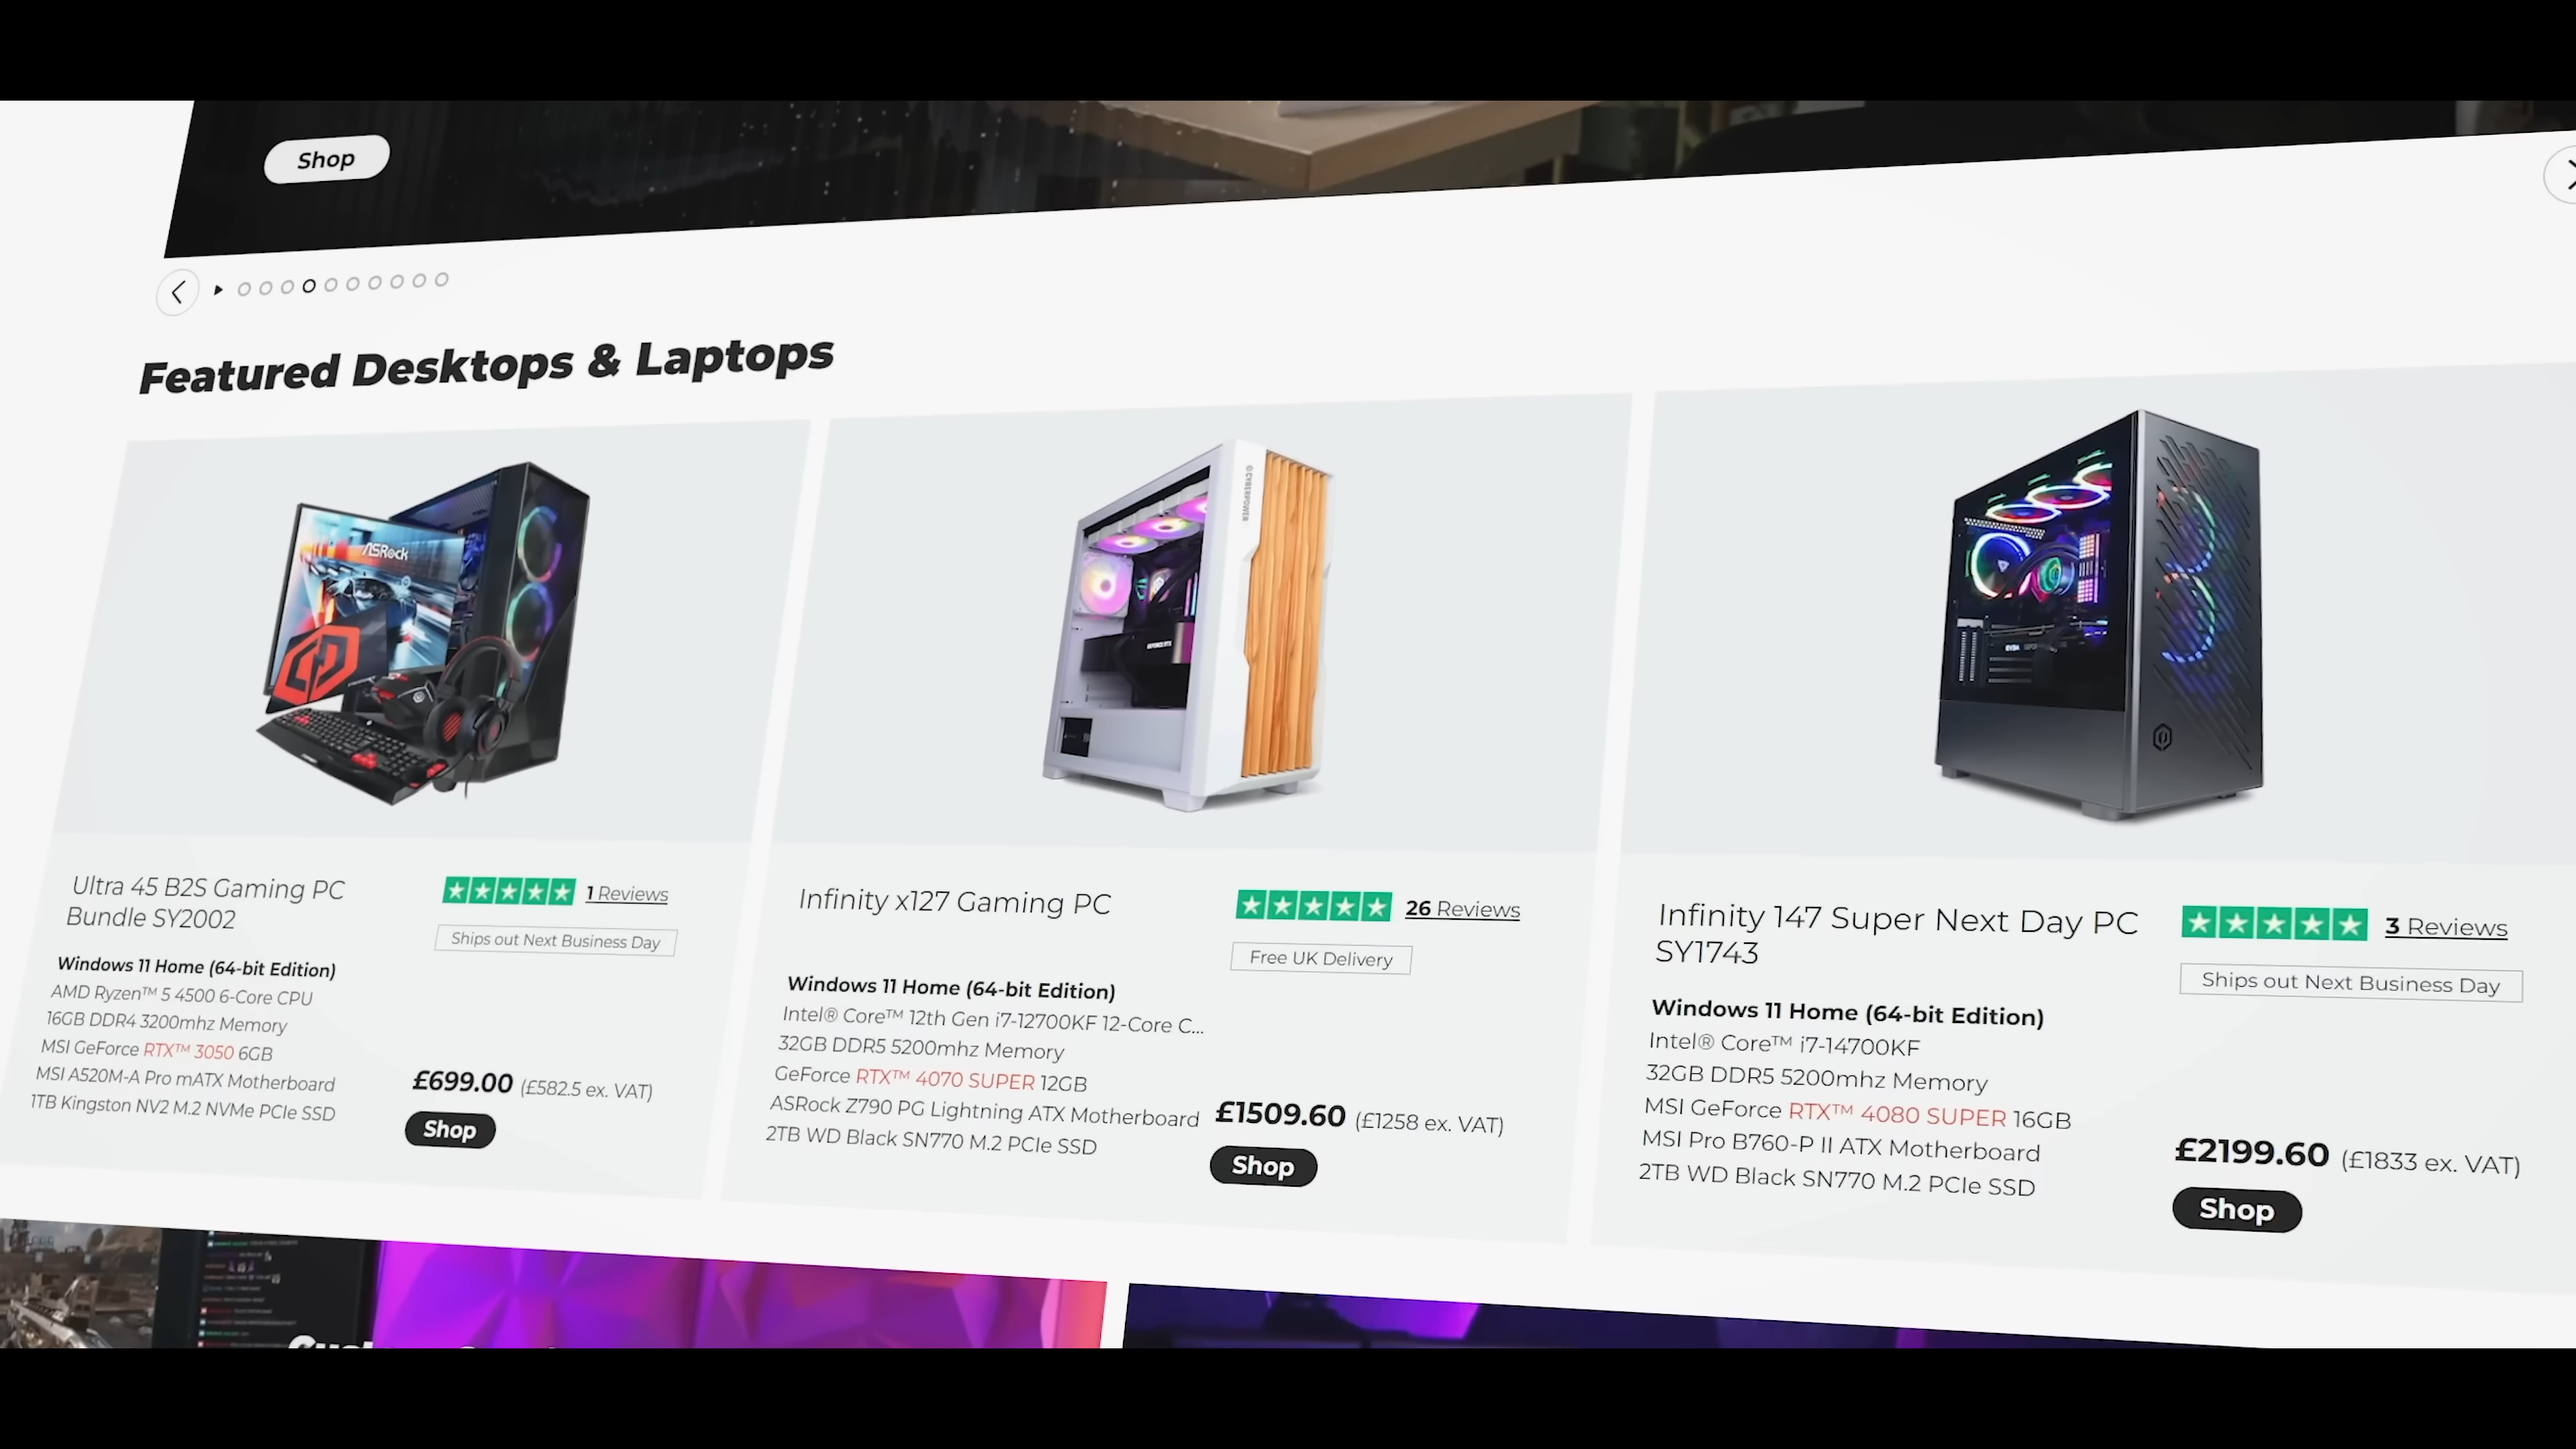 Shop
Featured Desktops & Laptops
ASRock
CYBERPOWER
GEFORCE RTX
EVGA
Ultra 45 B2S Gaming PC
Bundle SY2002
1 Reviews
Ships out Next Business Day
Windows 11 Home (64-bit Edition)
AMD Ryzen™ 5 4500 6-Core CPU
16GB DDR4 3200mhz Memory
MSI GeForce RTX™ 3050 6GB
MSI A520M-A Pro mATX Motherboard
1TB Kingston NV2 M.2 NVMe PCIe SSD
£699.00 (£582.5 ex. VAT)
Shop
Infinity x127 Gaming PC
26 Reviews
Free UK Delivery
Windows 11 Home (64-bit Edition)
Intel® Core™ 12th Gen i7-12700KF 12-Core C...
32GB DDR5 5200mhz Memory
GeForce RTX™ 4070 SUPER 12GB
ASRock Z790 PG Lightning ATX Motherboard
2TB WD Black SN770 M.2 PCIe SSD
£1509.60 (£1258 ex. VAT)
Shop
Infinity 147 Super Next Day PC
SY1743
3 Reviews
Ships out Next Business Day
Windows 11 Home (64-bit Edition)
Intel® Core™ i7-14700KF
32GB DDR5 5200mhz Memory
MSI GeForce RTX™ 4080 SUPER 16GB
MSI Pro B760-P II ATX Motherboard
2TB WD Black SN770 M.2 PCIe SSD
£2199.60 (£1833 ex. VAT)
Shop